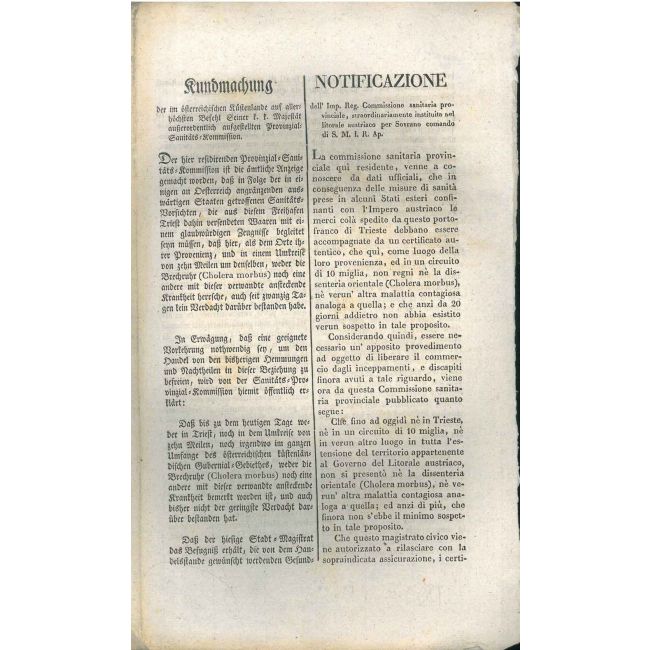 Kundmachung
der im österreichischen Küstenlande auf aller-
höchsten Befehl Seiner k. k. Majestät
außerordentlich aufgestellten Provinzial-
Sanitäts-Kommission.
Der hier residirenden Provinzial-Sani-
täts-Kommission ist die ämtliche Anzeige
gemacht worden, daß in Folge der in ei-
nigen an Oesterreich angränzenden aus-
wärtigen Staaten getroffenen Sanitäts-
Vorsichten, die aus diesem Freihafen
Triest dahin versendeten Waaren mit ei-
nem glaubwürdigen Zeugnisse begleitet
seyn müssen, daß hier, als dem Orte ih-
rer Provenienz, und in einem Umkreise
von zehn Meilen um denselben, weder die
Brechruhr (Cholera morbus) noch eine
andere mit dieser verwandte ansteckende
Krankheit herrsche, auch seit zwanzig Ta-
gen kein Verdacht darüber bestanden habe.
In Erwägung, daß eine geeignete
Vorkehrung nothwendig sey, um den
Handel von den bisherigen Hemmungen
und Nachtheilen in dieser Beziehung zu
befreien, wird von der Sanitäts-Pro-
vinzial-Kommission hiemit öffentlich er-
klärt:
Daß bis zu dem heutigen Tage we-
der in Triest, noch in dem Umkreise von
zehn Meilen, noch irgendwo im ganzen
Umfange des österreichischen küstenlän-
dischen Gubernial-Gebiethes, weder die
Brechruhr (Cholera morbus) noch eine
andere mit dieser verwandte ansteckende
Krankheit bemerkt worden ist, und auch
bisher nicht der geringste Verdacht dar-
über bestanden hat.
Daß der hiesige Stadt-Magistrat
das Befugniß erhält, die von dem Han-
delsstande gewünscht werdenden Gesund-
NOTIFICAZIONE
dell' Imp. Reg. Commissione sanitaria pro-
vinciale, straordinariamente instituita nel
litorale austriaco per Sovrano comando
di S. M. I. R. Ap.
La commissione sanitaria provin-
ciale quì residente, venne a co-
noscere da dati ufficiali, che in
conseguenza delle misure di sanità
prese in alcuni Stati esteri confi-
nanti con l'Impero austriaco le
merci colà spedite da questo porto-
franco di Trieste debbano essere
accompagnate da un certificato au-
tentico, che quì, come luogo della
loro provenienza, ed in un circuito
di 10 miglia, non regni nè la dis-
senteria orientale (Cholera morbus),
nè verun' altra malattia contagiosa
analoga a quella; e che anzi da 20
giorni addietro non abbia esistito
verun sospetto in tale proposito.
Considerando quindi, essere ne-
cessario un' apposito provedimento
ad oggetto di liberare il commer-
cio dagli inceppamenti, e discapiti
finora avuti a tale riguardo, viene
ora da questa Commissione sanita-
ria provinciale pubblicato quanto
segue:
Che fino ad oggidì nè in Trieste,
nè in un circuito di 10 miglia, nè
in verun altro luogo in tutta l'es-
tensione del territorio appartenente
al Governo del Litorale austriaco,
non si presentò nè la dissenteria
orientale (Cholera morbus), nè ve-
run' altra malattia contagiosa ana-
loga a quella; ed anzi di più, che
finora non s'ebbe il minimo sospet-
to in tale proposito.
Che questo magistrato civico vie-
ne autorizzato a rilasciare con la
sopraindicata assicurazione, i certi-